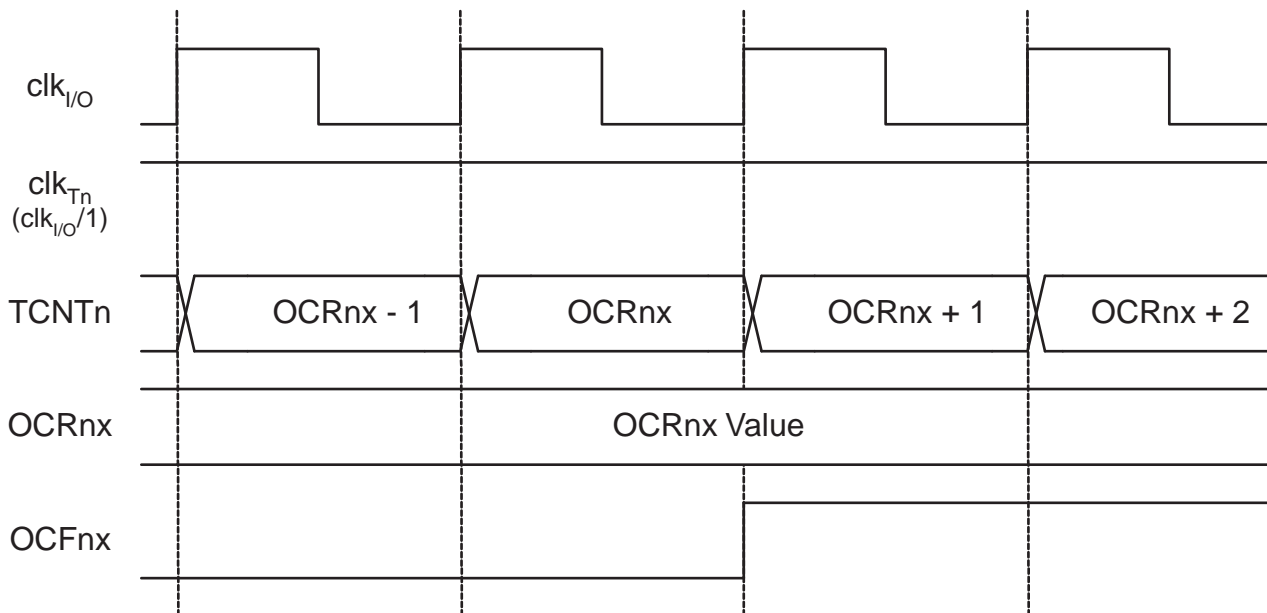 clkI/O
clkTn
(clkI/O/1)
TCNTn OCRnx - 1 OCRnx OCRnx + 1 OCRnx + 2
OCRnx OCRnx Value
OCFnx